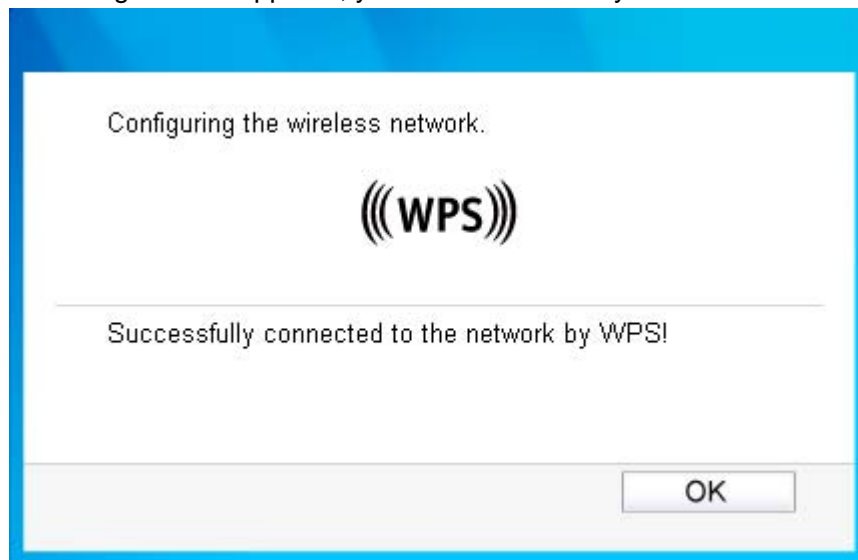 Configuring the wireless network.
WPS
Successfully connected to the network by WPS!
OK